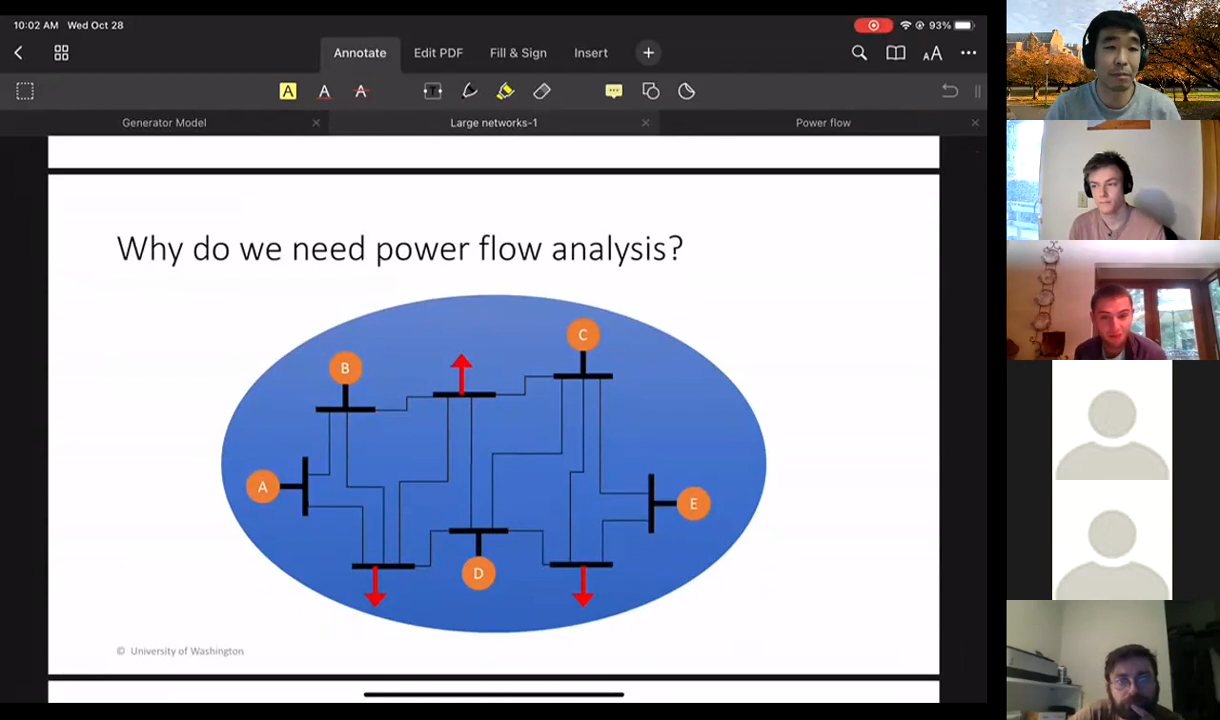 10:02 AM Wed Oct 28
93%
Annotate Edit PDF Fill & Sign Insert
A A A T
AA
Generator Model Large networks-1 Power flow
Why do we need power flow analysis?
C
B
A
E
D
© University of Washington